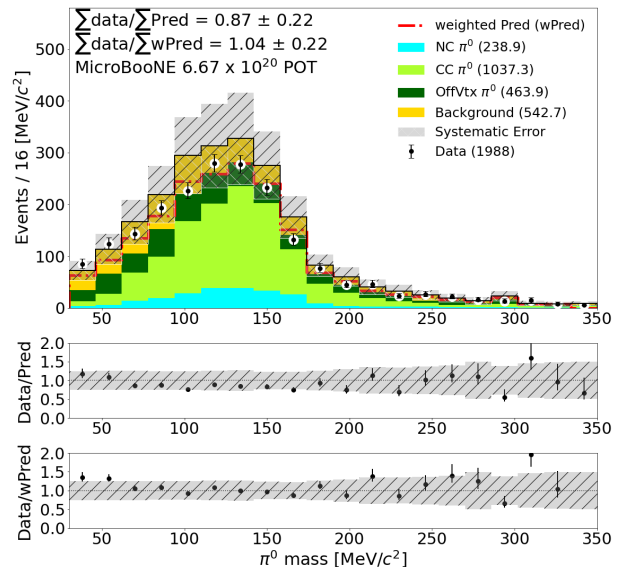 ∑data/∑Pred = 0.87 ± 0.22
∑data/∑wPred = 1.04 ± 0.22
MicroBooNE 6.67 x 10²⁰ POT
weighted Pred (wPred)
NC π⁰ (238.9)
CC π⁰ (1037.3)
OffVtx π⁰ (463.9)
Background (542.7)
Systematic Error
Data (1988)
Events / 16 [MeV/c²]
500
400
300
200
100
0
50 100 150 200 250 300 350
Data/Pred
2.0
1.5
1.0
0.5
0.0
50 100 150 200 250 300 350
Data/wPred
2.0
1.5
1.0
0.5
0.0
50 100 150 200 250 300 350
π⁰ mass [MeV/c²]